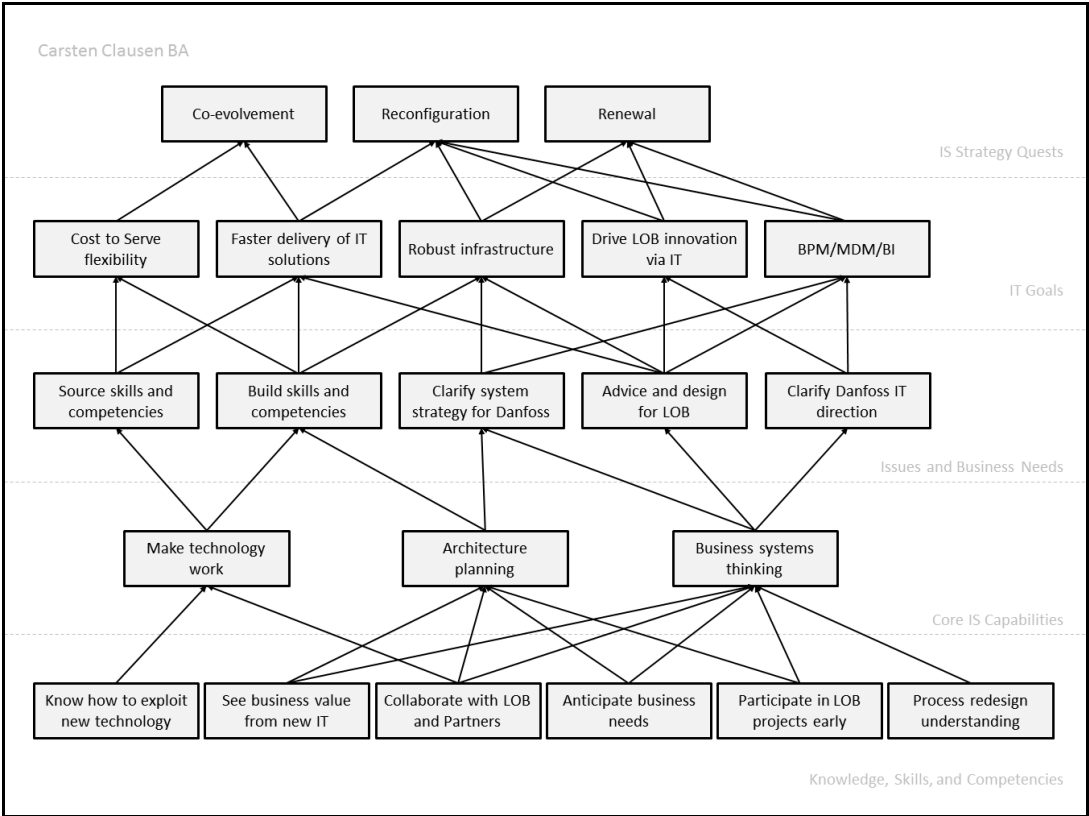 Carsten Clausen BA
Co-evolvement
Reconfiguration
Renewal
IS Strategy Quests
Cost to Serve
flexibility
Faster delivery of IT
solutions
Robust infrastructure
Drive LOB innovation
via IT
BPM/MDM/BI
IT Goals
Source skills and
competencies
Build skills and
competencies
Clarify system
strategy for Danfoss
Advice and design
for LOB
Clarify Danfoss IT
direction
Issues and Business Needs
Make technology
work
Architecture
planning
Business systems
thinking
Core IS Capabilities
Know how to exploit
new technology
See business value
from new IT
Collaborate with LOB
and Partners
Anticipate business
needs
Participate in LOB
projects early
Process redesign
understanding
Knowledge, Skills, and Competencies